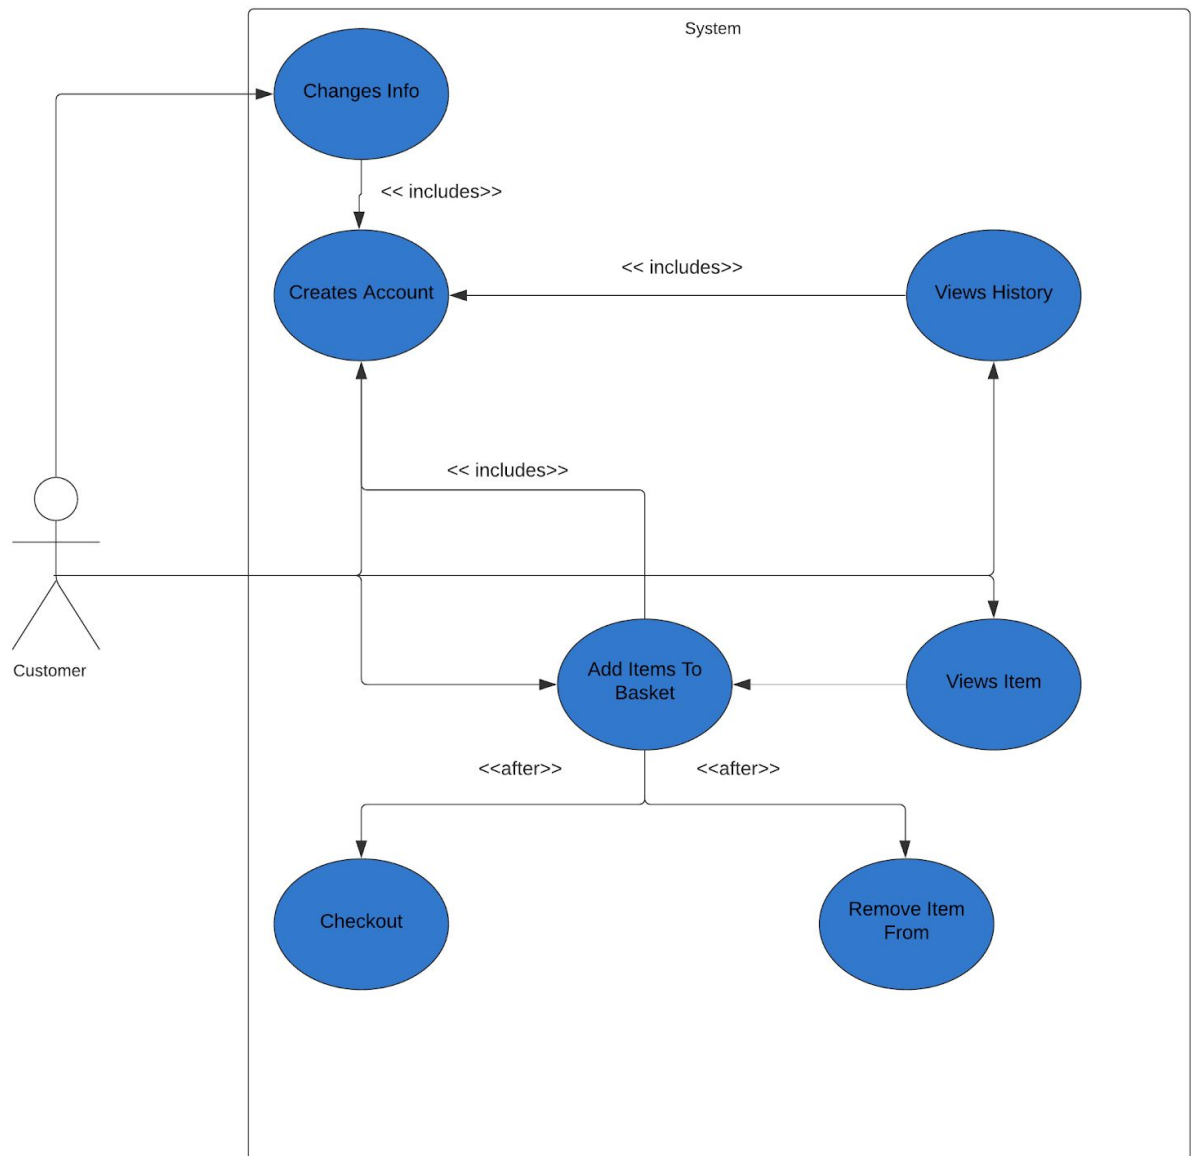 System
Changes Info
<< includes>>
Creates Account
<< includes>>
Views History
<< includes>>
Customer
Add Items To
Basket
Views Item
<<after>>
<<after>>
Checkout
Remove Item
From